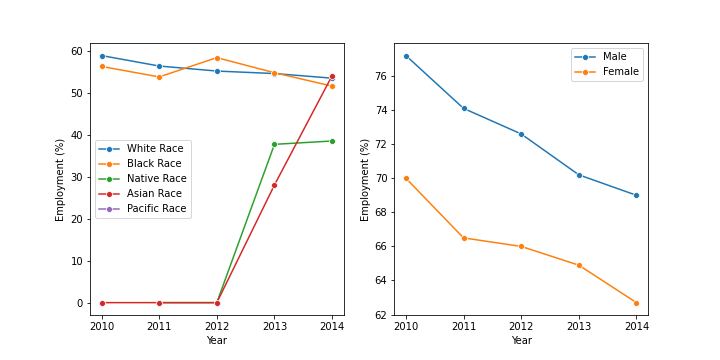 60
50
40
30
20
10
0
Employment (%)
White Race
Black Race
Native Race
Asian Race
Pacific Race
2010 2011 2012 2013 2014
Year
76
74
72
70
68
66
64
62
Employment (%)
Male
Female
2010 2011 2012 2013 2014
Year